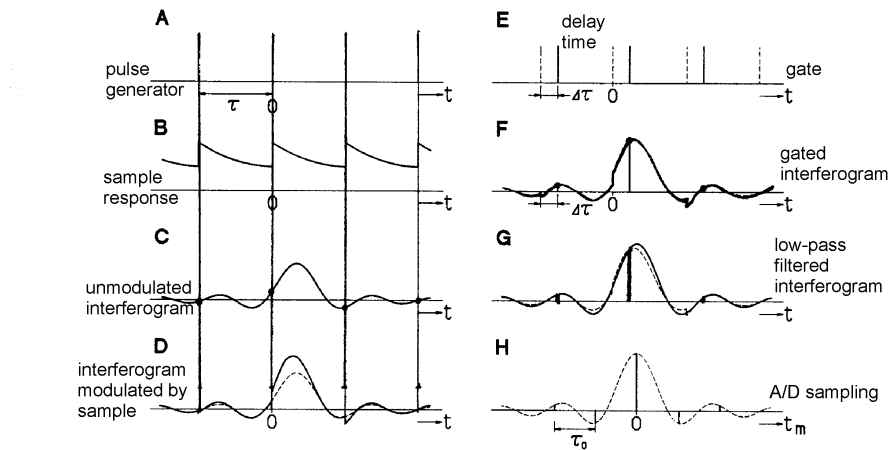 A
pulse
generator
τ
0
t
B
sample
response
0
t
C
unmodulated
interferogram
t
D
interferogram
modulated by
sample
0
t
E
delay
time
gate
Δτ
0
t
F
gated
interferogram
Δτ
0
t
G
low-pass
filtered
interferogram
t
H
A/D sampling
τ₀
0
tₘ